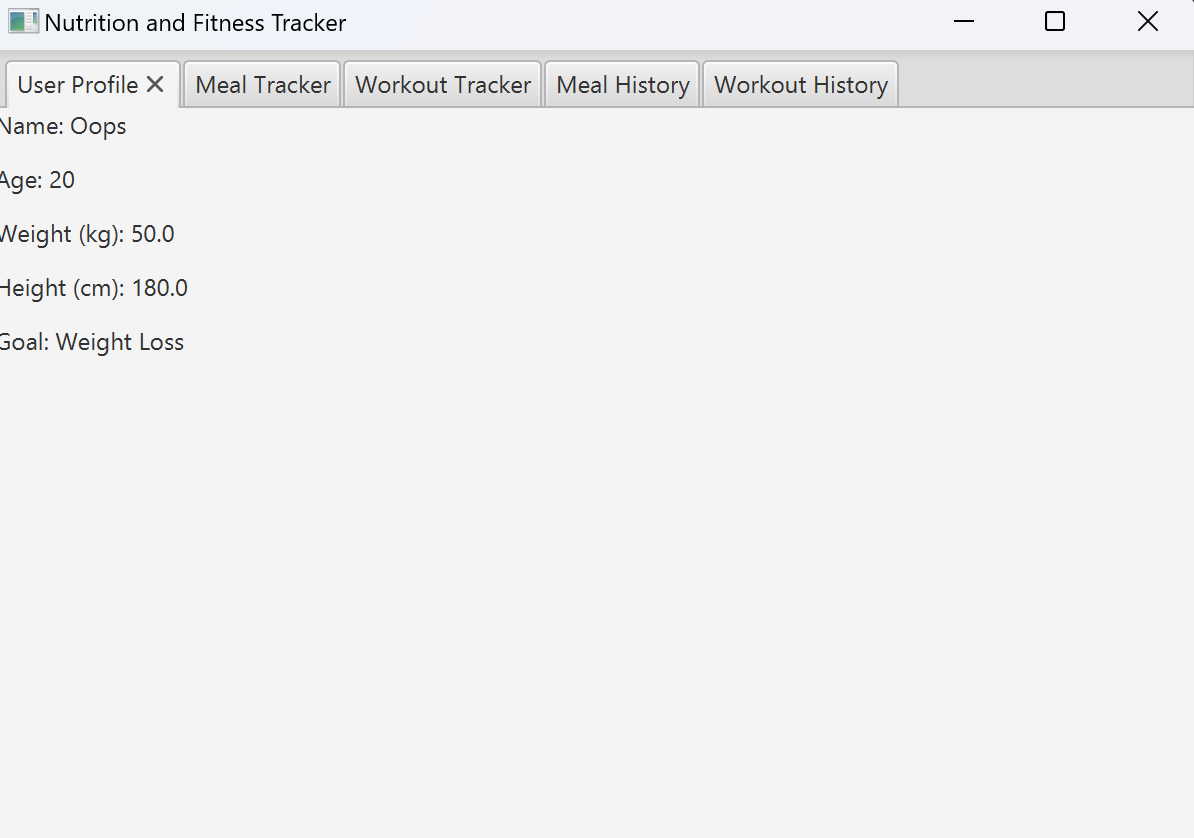 Nutrition and Fitness Tracker
User Profile Meal Tracker Workout Tracker Meal History Workout History
Name: Oops
Age: 20
Weight (kg): 50.0
Height (cm): 180.0
Goal: Weight Loss